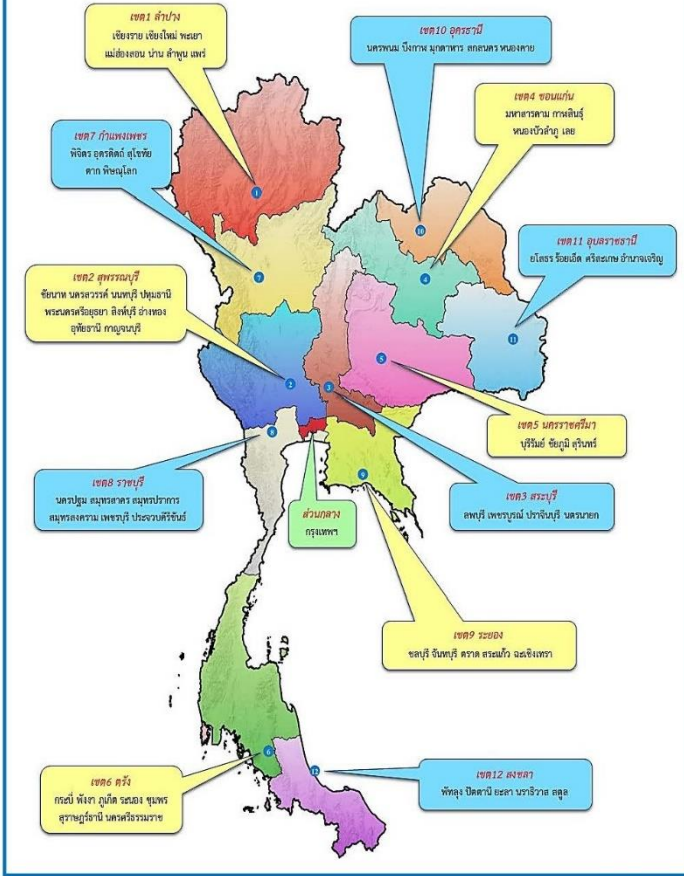 เขต1 ลำปาง
เชียงราย เชียงใหม่ พะเยา
แม่ฮ่องสอน น่าน ลำพูน แพร่
เขต10 อุดรธานี
นครพนม บึงกาฬ มุกดาหาร สกลนคร หนองคาย
เขต4 ขอนแก่น
มหาสารคาม กาฬสินธุ์
หนองบัวลำภู เลย
เขต7 กำแพงเพชร
พิจิตร อุตรดิตถ์ สุโขทัย
ตาก พิษณุโลก
เขต11 อุบลราชธานี
ยโสธร ร้อยเอ็ด ศรีสะเกษ อำนาจเจริญ
เขต2 สุพรรณบุรี
ชัยนาท นครสวรรค์ นนทบุรี ปทุมธานี
พระนครศรีอยุธยา สิงห์บุรี อ่างทอง
อุทัยธานี กาญจนบุรี
เขต5 นครราชสีมา
บุรีรัมย์ ชัยภูมิ สุรินทร์
เขต8 ราชบุรี
นครปฐม สมุทรสาคร สมุทรปราการ
สมุทรสงคราม เพชรบุรี ประจวบคีรีขันธ์
ส่วนกลาง
กรุงเทพฯ
เขต3 สระบุรี
ลพบุรี เพชรบูรณ์ ปราจีนบุรี นครนายก
เขต9 ระยอง
ชลบุรี จันทบุรี ตราด สระแก้ว ฉะเชิงเทรา
เขต6 ตรัง
กระบี่ พังงา ภูเก็ต ระนอง ชุมพร
สุราษฎร์ธานี นครศรีธรรมราช
เขต12 สงขลา
พัทลุง ปัตตานี ยะลา นราธิวาส สตูล
1
10
4
7
11
5
2
3
8
9
6
12